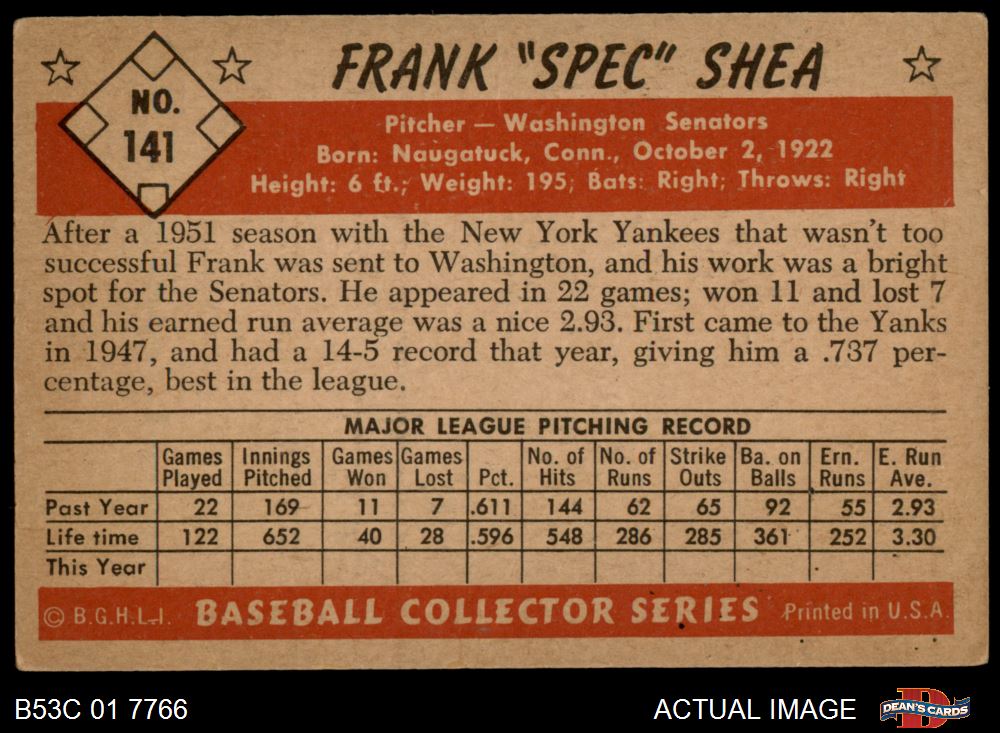 FRANK "SPEC" SHEA
NO.
141
Pitcher — Washington Senators
Born: Naugatuck, Conn., October 2, 1922
Height: 6 ft.; Weight: 195; Bats: Right; Throws: Right
After a 1951 season with the New York Yankees that wasn't too
successful Frank was sent to Washington, and his work was a bright
spot for the Senators. He appeared in 22 games; won 11 and lost 7
and his earned run average was a nice 2.93. First came to the Yanks
in 1947, and had a 14-5 record that year, giving him a .737 per-
centage, best in the league.
MAJOR LEAGUE PITCHING RECORD
Games Played Innings Pitched Games Won Games Lost Pct. No. of Hits No. of Runs Strike Outs Ba. on Balls Ern. Runs E. Run Ave.
Past Year 22 169 11 7 .611 144 62 65 92 55 2.93
Life time 122 652 40 28 .596 548 286 285 361 252 3.30
This Year
© B.G.H.L.I. BASEBALL COLLECTOR SERIES Printed in U.S.A.
B53C 01 7766
ACTUAL IMAGE
D
DEAN'S CARDS